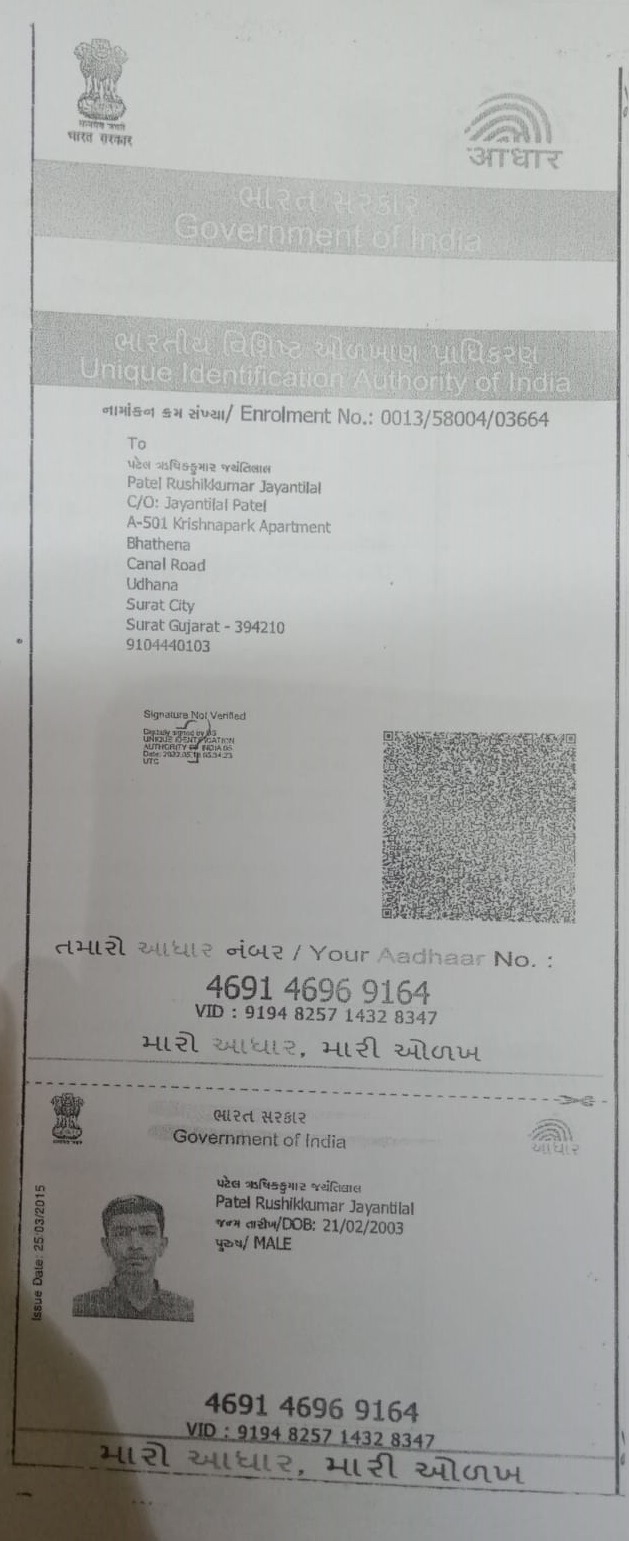 भारत सरकार
आधार
ભારત સરકાર
Government of India
ભારતીય વિશિષ્ટ ઓળખાણ પ્રાધિકરણ
Unique Identification Authority of India
નામાંકન ક્રમ સંખ્યા/ Enrolment No.: 0013/58004/03664
To
પટેલ ઋષિકકુમાર જયંતિલાલ
Patel Rushikkumar Jayantilal
C/O: Jayantilal Patel
A-501 Krishnapark Apartment
Bhathena
Canal Road
Udhana
Surat City
Surat Gujarat - 394210
9104440103
Signature Not Verified
Digitally signed by DS
UNIQUE IDENTIFICATION
AUTHORITY OF INDIA 05
UTC
તમારો આધાર નંબર / Your Aadhaar No. :
4691 4696 9164
VID : 9194 8257 1432 8347
મારો આધાર, મારી ઓળખ
ભારત સરકાર
Government of India
આધાર
Issue Date: 25/03/2015
પટેલ ઋષિકકુમાર જયંતિલાલ
Patel Rushikkumar Jayantilal
જન્મ તારીખ/DOB: 21/02/2003
પુરુષ/ MALE
4691 4696 9164
VID : 9194 8257 1432 8347
મારો આધાર, મારી ઓળખ